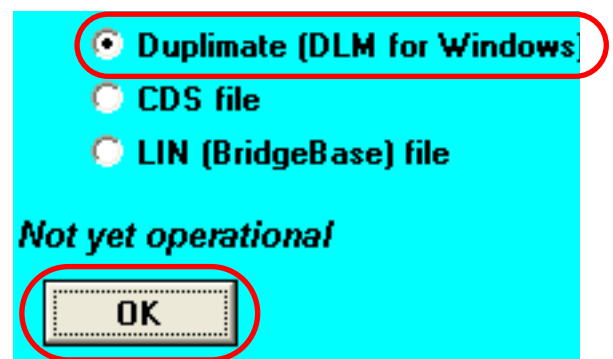 Duplimate (DLM for Windows)
CDS file
LIN (BridgeBase) file
Not yet operational
OK